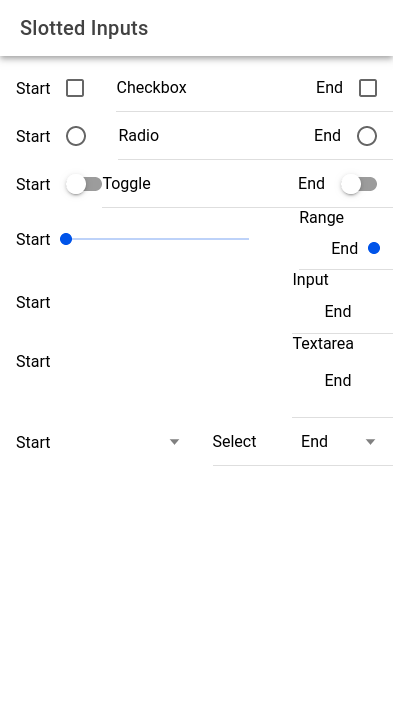 Slotted Inputs
Start Checkbox End
Start Radio End
Start Toggle End
Range
Start End
Input
Start End
Textarea
Start End
Start Select End